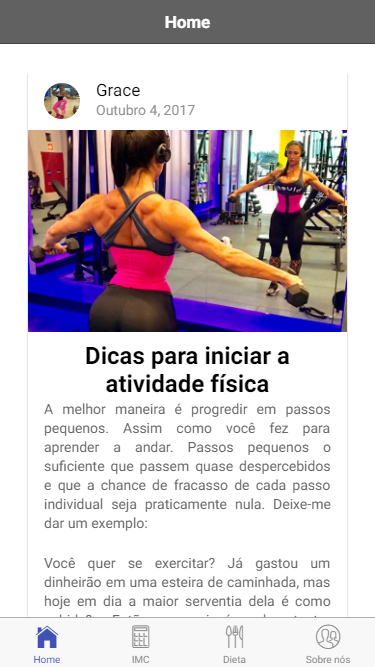 Home
Grace
Outubro 4, 2017
Dicas para iniciar a
atividade física
A melhor maneira é progredir em passos
pequenos. Assim como você fez para
aprender a andar. Passos pequenos o
suficiente que passem quase despercebidos
e que a chance de fracasso de cada passo
individual seja praticamente nula. Deixe-me
dar um exemplo:
Você quer se exercitar? Já gastou um
dinheirão em uma esteira de caminhada, mas
hoje em dia a maior serventia dela é como
Home
IMC
Dieta
Sobre nós